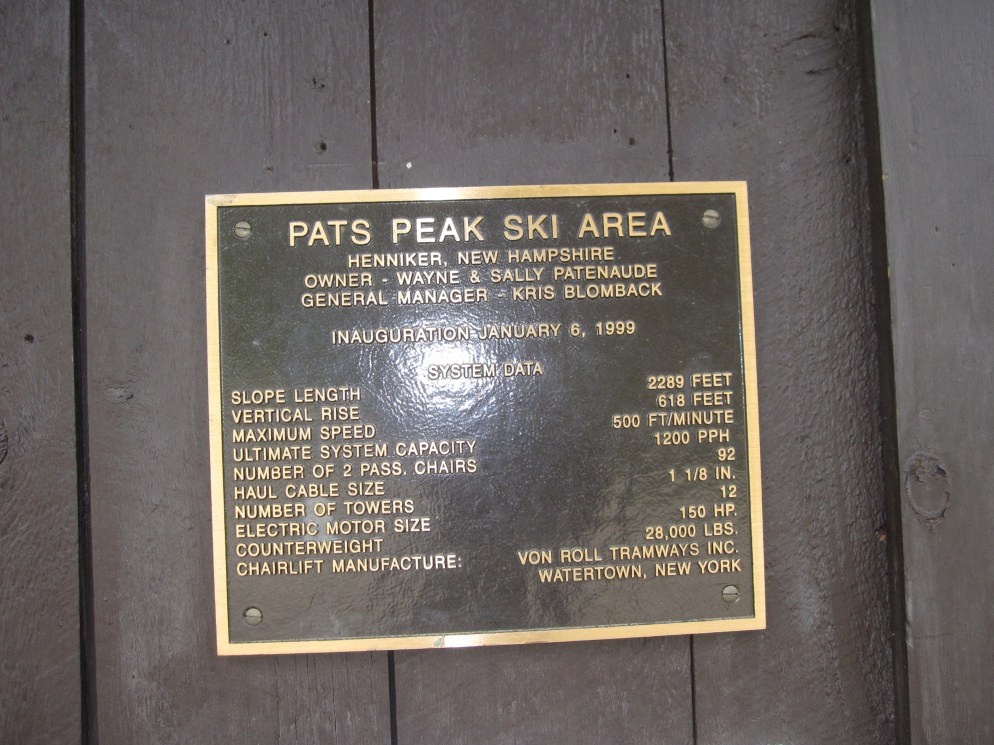 PATS PEAK SKI AREA
HENNIKER, NEW HAMPSHIRE
OWNER - WAYNE & SALLY PATENAUDE
GENERAL MANAGER - KRIS BLOMBACK
INAUGURATION-JANUARY 6, 1999
SYSTEM DATA
SLOPE LENGTH 2289 FEET
VERTICAL RISE 618 FEET
MAXIMUM SPEED 500 FT/MINUTE
ULTIMATE SYSTEM CAPACITY 1200 PPH
NUMBER OF 2 PASS. CHAIRS 92
HAUL CABLE SIZE 1 1/8 IN.
NUMBER OF TOWERS 12
ELECTRIC MOTOR SIZE 150 HP.
COUNTERWEIGHT 28,000 LBS.
CHAIRLIFT MANUFACTURE: VON ROLL TRAMWAYS INC.
WATERTOWN, NEW YORK